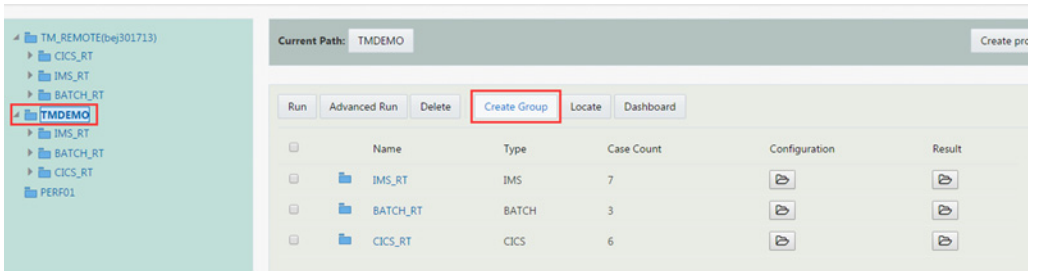 TM_REMOTE(bej301713)
CICS_RT
IMS_RT
BATCH_RT
TMDEMO
IMS_RT
BATCH_RT
CICS_RT
PERF01
Current Path: TMDEMO
Create pro
Run Advanced Run Delete Create Group Locate Dashboard
Name Type Case Count Configuration Result
IMS_RT IMS 7
BATCH_RT BATCH 3
CICS_RT CICS 6